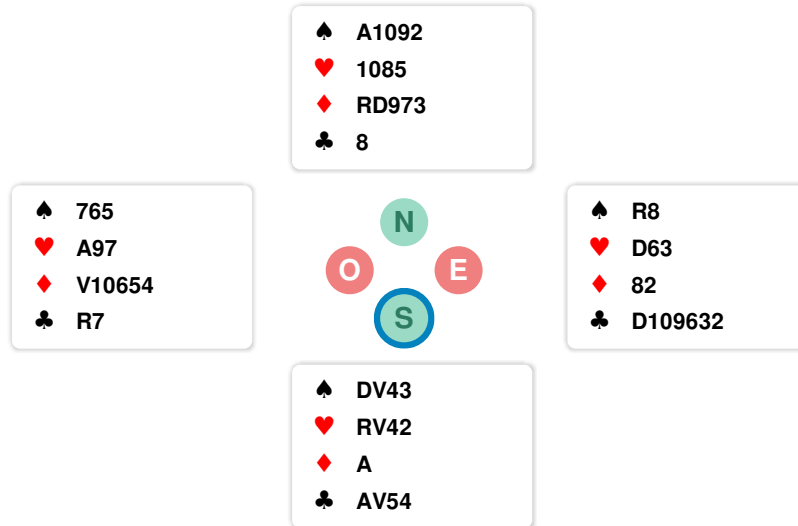 ♠ A1092
♥ 1085
♦ RD973
♣ 8
♠ 765
♥ A97
♦ V10654
♣ R7
N
O E
S
♠ R8
♥ D63
♦ 82
♣ D109632
♠ DV43
♥ RV42
♦ A
♣ AV54